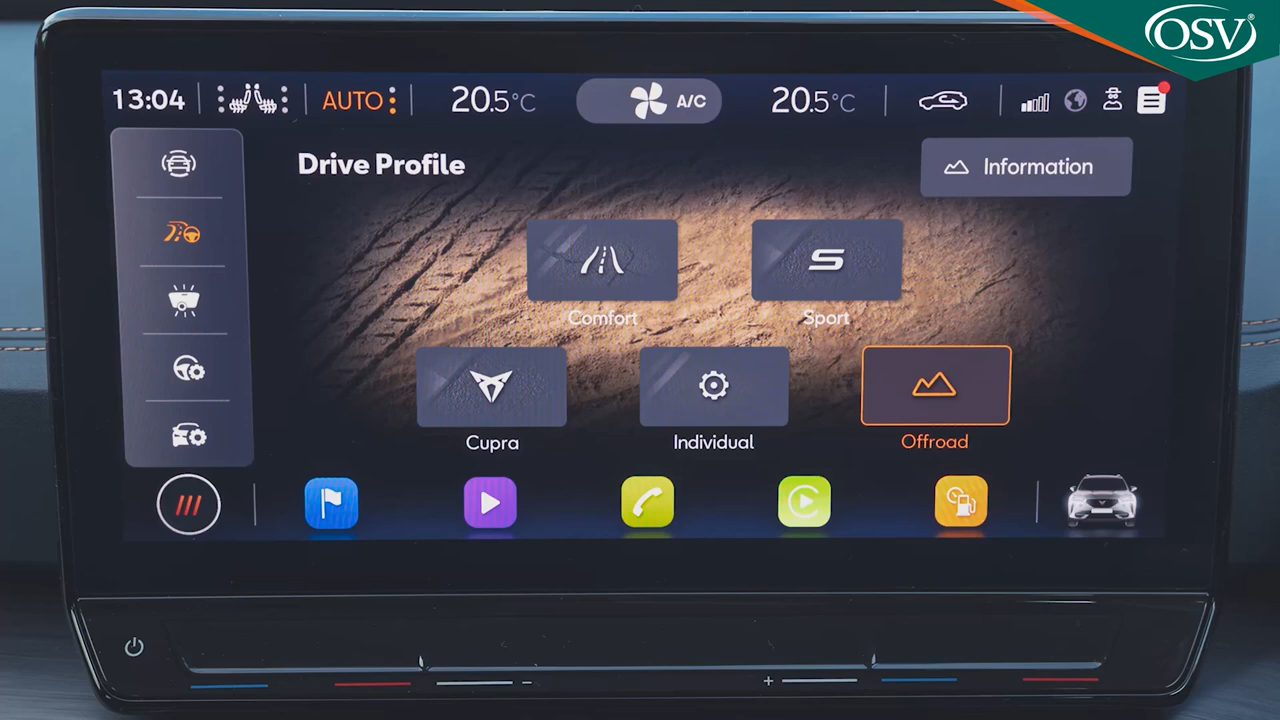 OSV®
13:04 AUTO 20.5°C A/C 20.5°C
Drive Profile
Information
S
Comfort Sport
Cupra Individual Offroad
- +